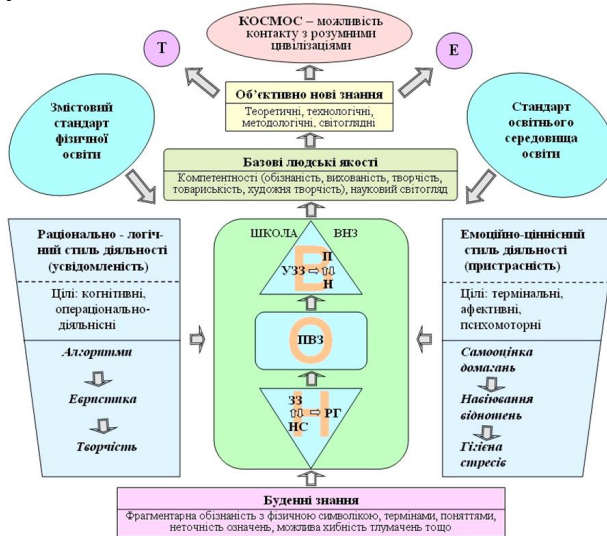 КОСМОС – можливість
контакту з розумними
цивілізаціями
Т
Е
Об’єктивно нові знання
Теоретичні, технологічні,
методологічні, світоглядні
Змістовий
стандарт
фізичної
освіти
Стандарт
освітнього
середовища
освіти
Базові людські якості
Компетентності (обізнаність, вихованість, творчість,
товариськість, художня творчість), науковий світогляд
Раціонально - логіч-
ний стиль діяльності
(усвідомленість)
Цілі: когнітивні,
операціонально-
діяльнісні
Алгоритми
Евристика
Творчість
ШКОЛА ВНЗ
В
П
УЗЗ
Н
О
ПВЗ
Н
ЗЗ
РГ
НС
Емоційно-ціннісний
стиль діяльності
(пристрасність)
Цілі: термінальні,
афективні,
психомоторні
Самооцінка
домагань
Навіювання
відношень
Гігієна
стресів
Буденні знання
Фрагментарна обізнаність з фізичною символікою, термінами, поняттями,
неточність означень, можлива хибність тлумачень тощо